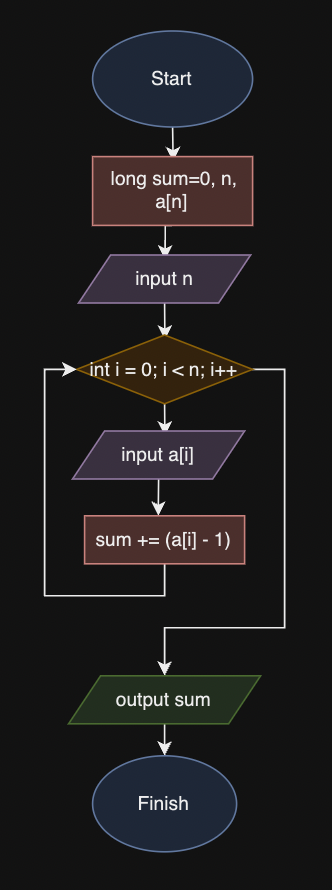 Start
long sum=0, n,
a[n]
input n
int i = 0; i < n; i++
input a[i]
sum += (a[i] - 1)
output sum
Finish